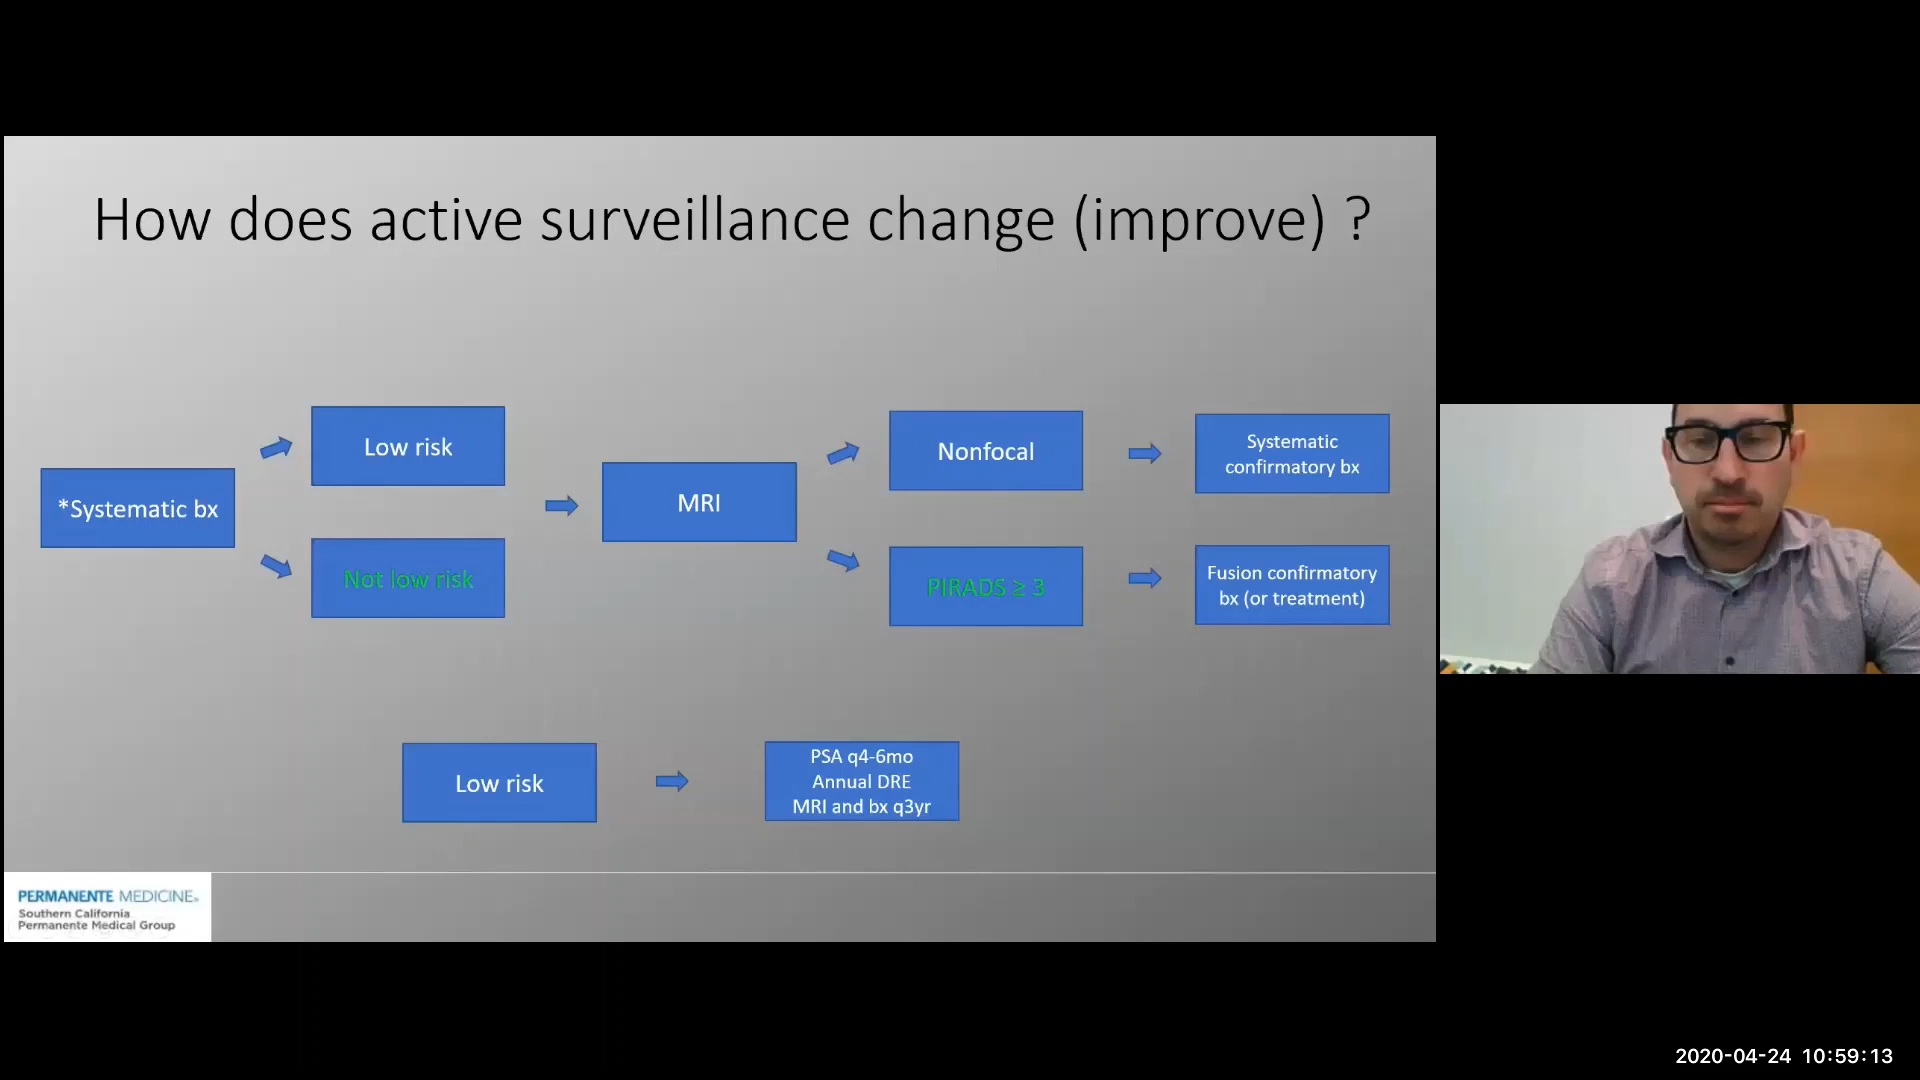 How does active surveillance change (improve) ?
*Systematic bx
Low risk
Not low risk
MRI
Nonfocal
PIRADS ≥ 3
Systematic
confirmatory bx
Fusion confirmatory
bx (or treatment)
Low risk
PSA q4-6mo
Annual DRE
MRI and bx q3yr
PERMANENTE MEDICINE®
Southern California
Permanente Medical Group
2020-04-24 10:59:13